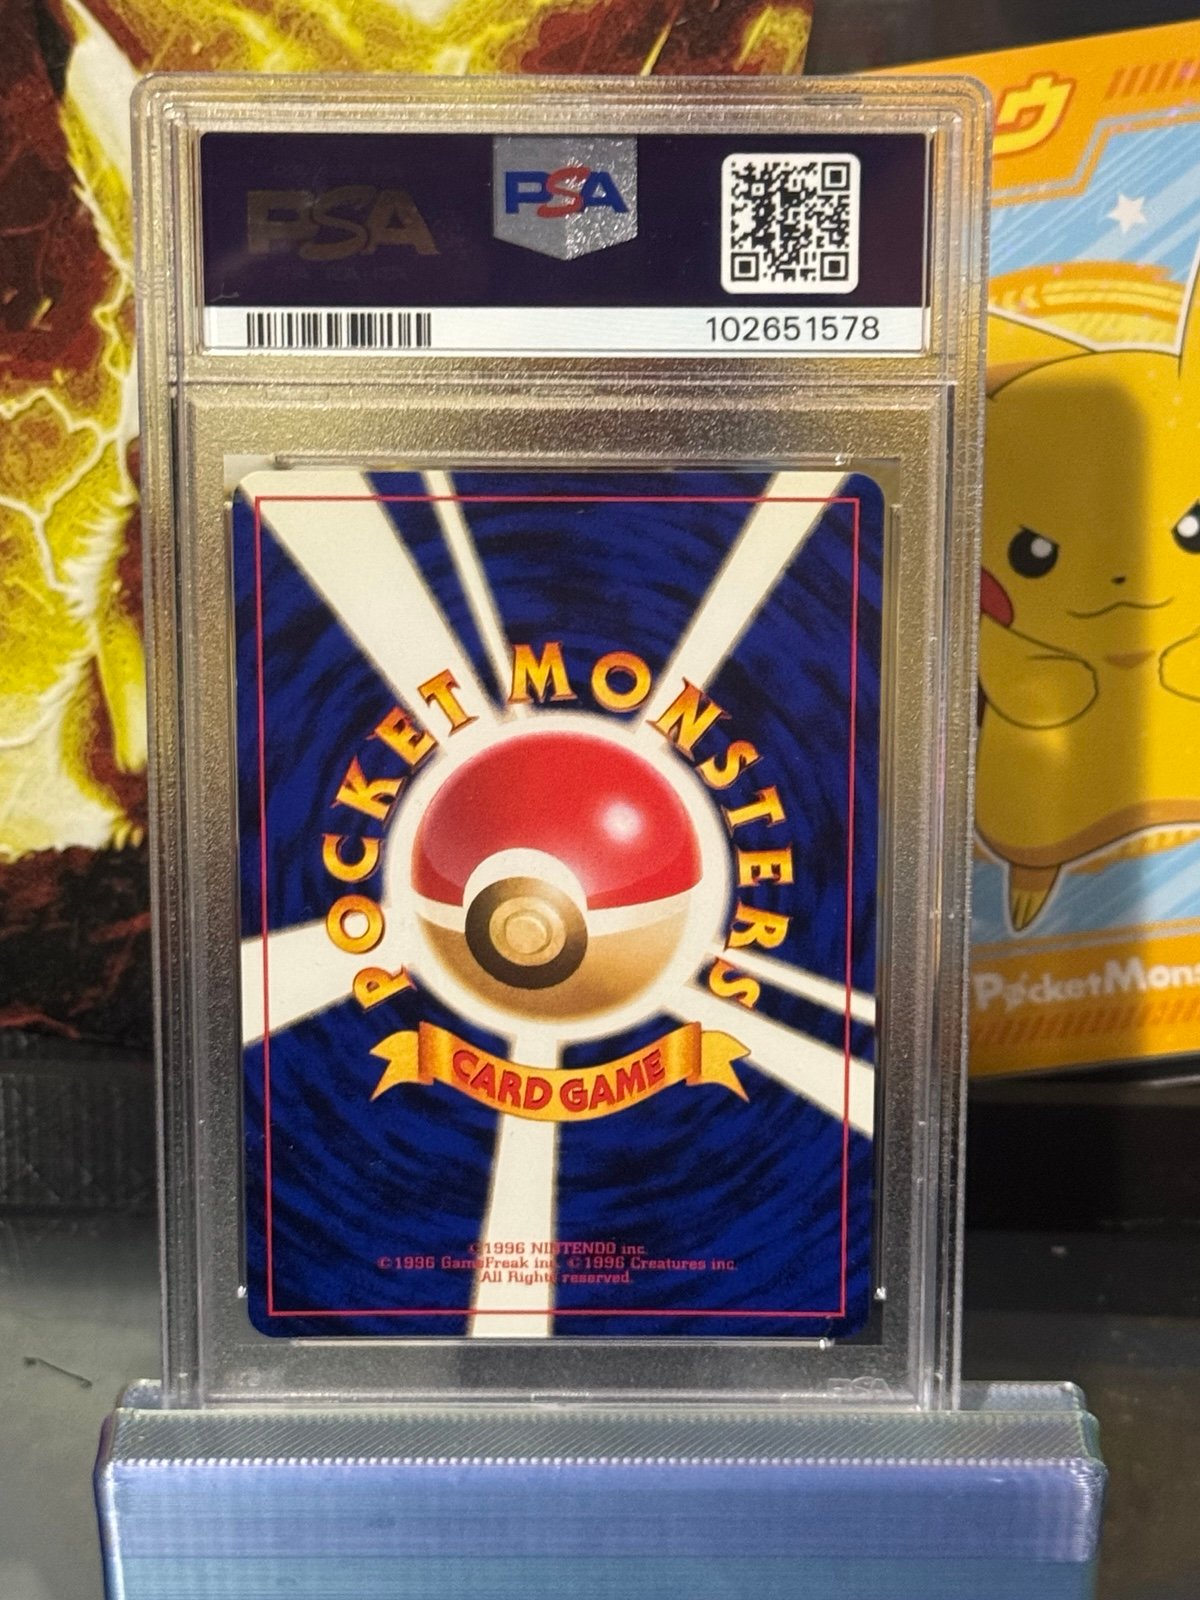 PSA
PSA
102651578
ウ
POCKET MONSTERS
CARD GAME
©1996 NINTENDO inc.
©1996 GameFreak inc. ©1996 Creatures inc.
All Rights reserved.
PocketMons
PSA